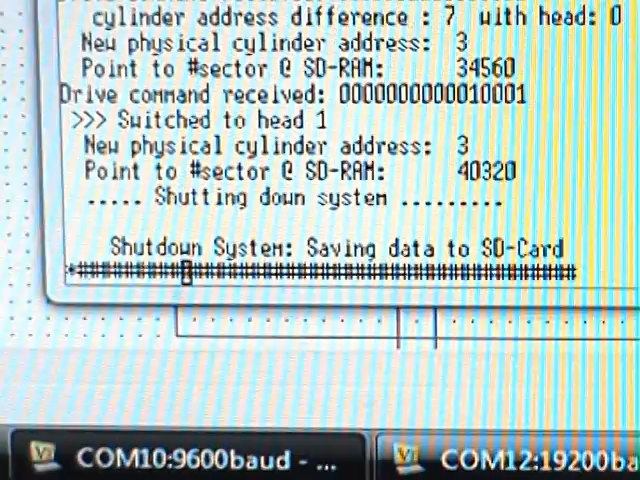 cylinder address difference : 7 with head: 0
New physical cylinder address: 3
Point to #sector @ SD-RAM: 34560
Drive command received: 0000000000010001
>>> Switched to head 1
New physical cylinder address: 3
Point to #sector @ SD-RAM: 40320
..... Shutting down system .........
Shutdown System: Saving data to SD-Card
COM10:9600baud - ...
COM12:19200ba